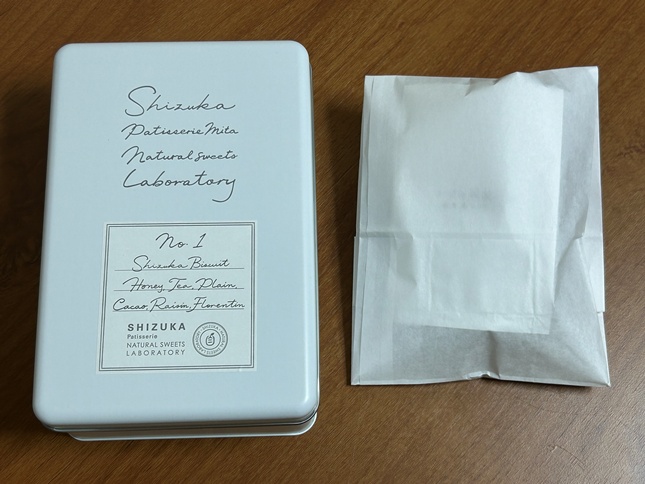 Shizuka
Patisserie Mita
Natural sweets
Laboratory
No. 1
Shizuka Biscuit
Honey, Tea, Plain,
Cacao, Raisin, Florentin
SHIZUKA
Patisserie
NATURAL SWEETS
LABORATORY